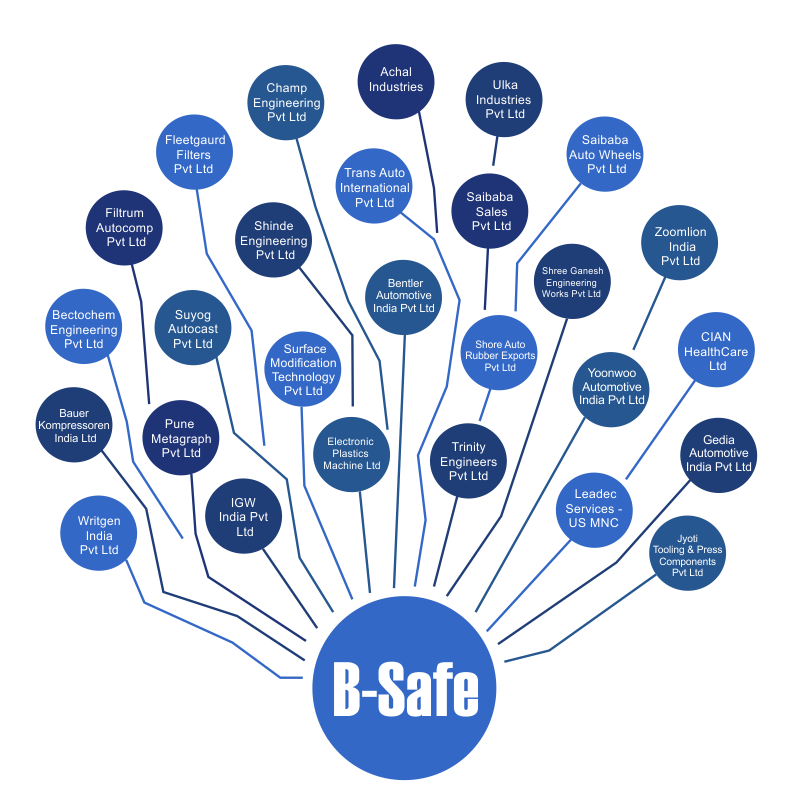 Achal
Industries
Champ
Engineering
Pvt Ltd
Ulka
Industries
Pvt Ltd
Fleetgaurd
Filters
Pvt Ltd
Saibaba
Auto Wheels
Pvt Ltd
Trans Auto
International
Pvt Ltd
Saibaba
Sales
Pvt Ltd
Filtrum
Autocomp
Pvt Ltd
Shinde
Engineering
Pvt Ltd
Zoomlion
India
Pvt Ltd
Shree Ganesh
Engineering
Works Pvt Ltd
Bentler
Automotive
India Pvt Ltd
Bectochem
Engineering
Pvt Ltd
Suyog
Autocast
Pvt Ltd
CIAN
HealthCare
Ltd
Surface
Modification
Technology
Pvt Ltd
Shore Auto
Rubber Exports
Pvt Ltd
Yoonwoo
Automotive
India Pvt Ltd
Bauer
Kompressoren
India Ltd
Pune
Metagraph
Pvt Ltd
Electronic
Plastics
Machine Ltd
Trinity
Engineers
Pvt Ltd
Gedia
Automotive
India Pvt Ltd
IGW
India Pvt
Ltd
Leadec
Services -
US MNC
Writgen
India
Pvt Ltd
Jyoti
Tooling & Press
Components
Pvt Ltd
B-Safe